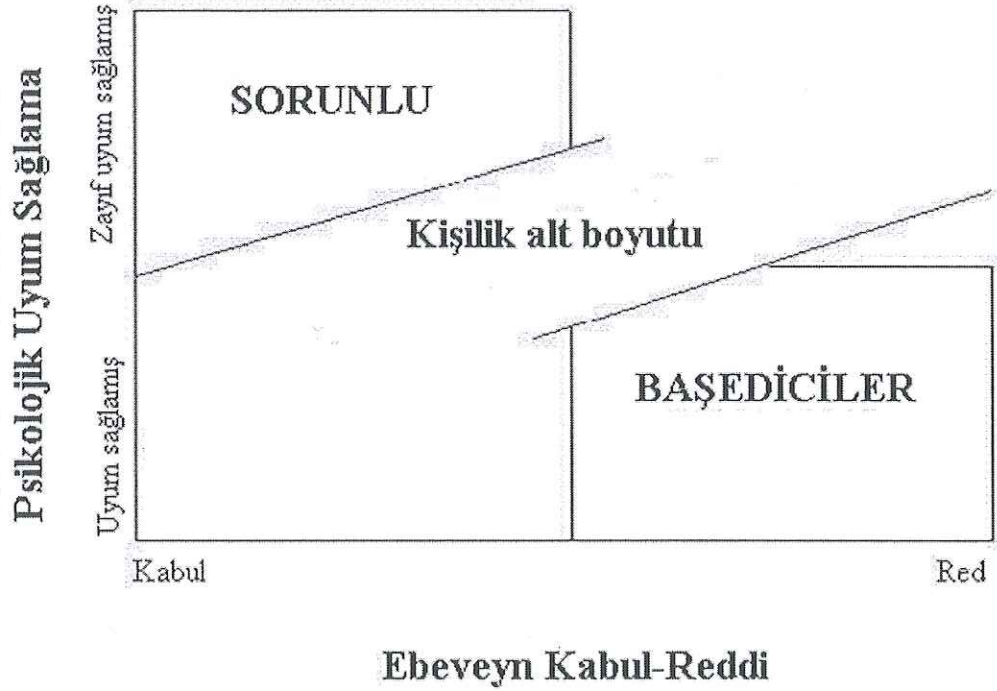 Psikolojik Uyum Sağlama
Zayıf uyum sağlamış
Uyum sağlamış
SORUNLU
Kişilik alt boyutu
BAŞEDİCİLER
Kabul
Red
Ebeveyn Kabul-Reddi